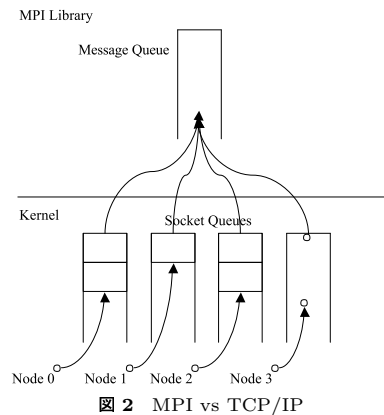 MPI Library
Message Queue
Kernel
Socket Queues
Node 0 Node 1 Node 2 Node 3
図 2 MPI vs TCP/IP